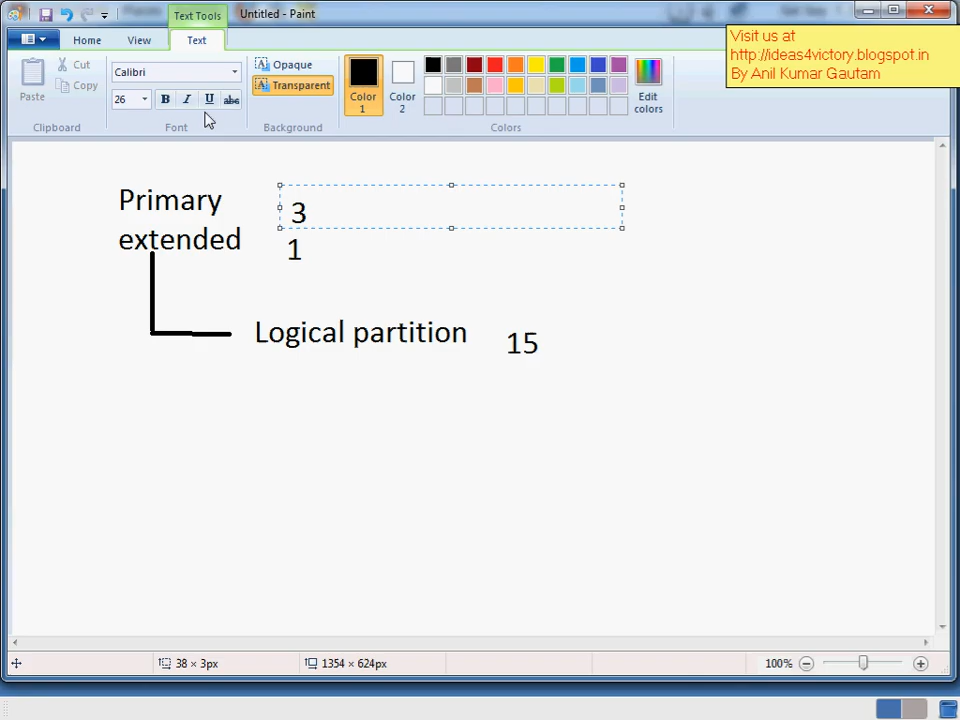 Text Tools
Untitled - Paint
Home
View
Text
Visit us at
http://ideas4victory.blogspot.in
By Anil Kumar Gautam
Paste
Cut
Copy
Clipboard
Calibri
26
B I U abc
Font
Opaque
Transparent
Background
Color 1
Color 2
Edit colors
Colors
Primary 3
extended 1
Logical partition 15
38 × 3px
1354 × 624px
100%